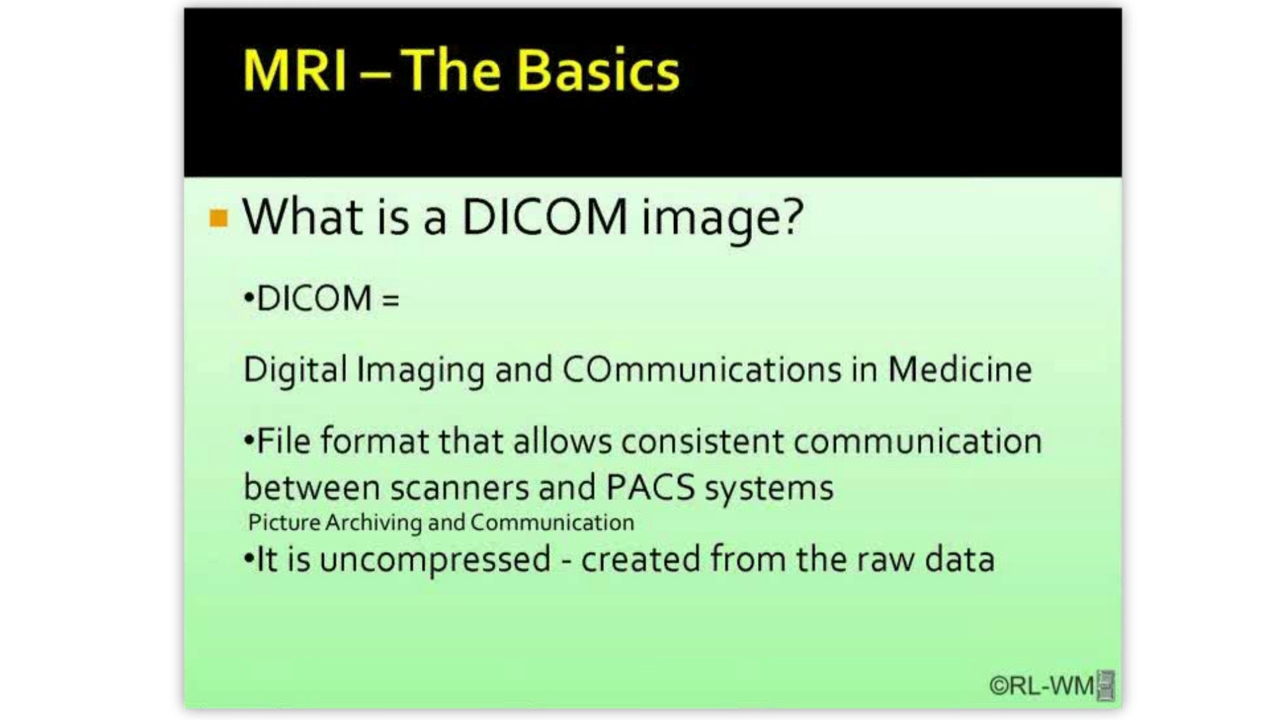 MRI – The Basics
What is a DICOM image?
•DICOM =
Digital Imaging and COmmunications in Medicine
•File format that allows consistent communication
between scanners and PACS systems
Picture Archiving and Communication
•It is uncompressed - created from the raw data
©RL-WM